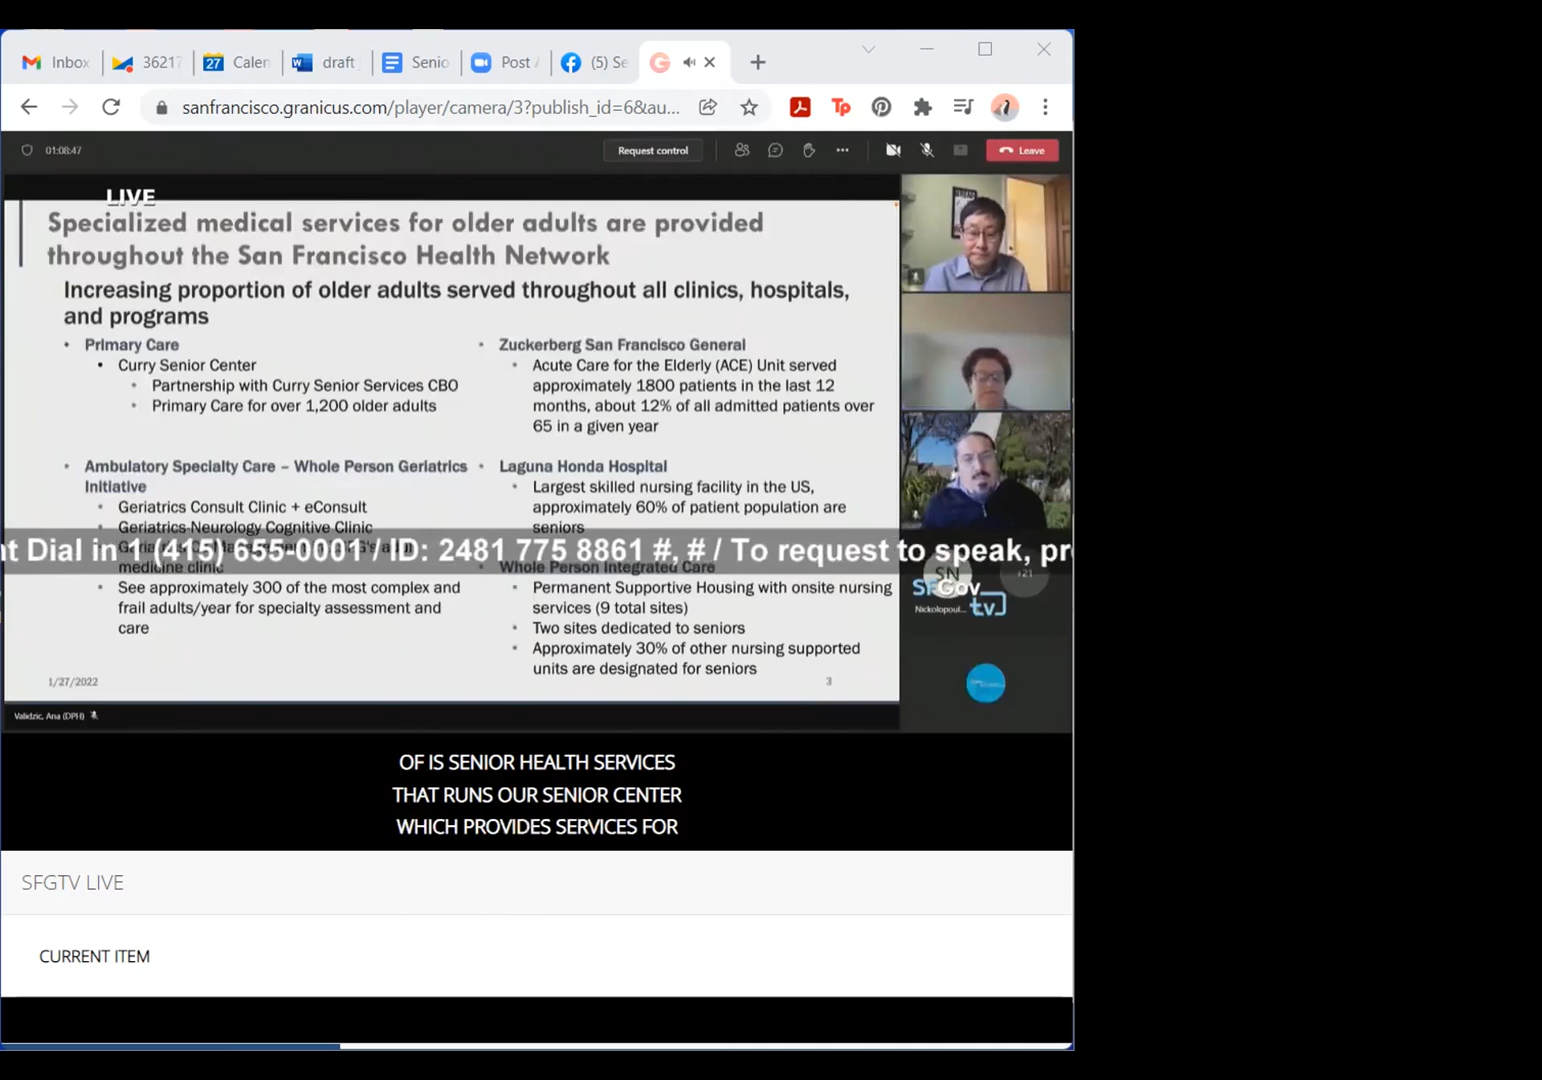 Inbox
3621
27
Calen
draft
Senio
Post
(5) Se
sanfrancisco.granicus.com/player/camera/3?publish_id=6&au...
Tp
01:08:47
Request control
Leave
LIVE
Specialized medical services for older adults are provided
throughout the San Francisco Health Network
Increasing proportion of older adults served throughout all clinics, hospitals,
and programs
• Primary Care
• Curry Senior Center
• Partnership with Curry Senior Services CBO
• Primary Care for over 1,200 older adults
• Ambulatory Specialty Care – Whole Person Geriatrics
Initiative
• Geriatrics Consult Clinic + eConsult
• Geriatrics-Neurology Cognitive Clinic
medicine clinic
• See approximately 300 of the most complex and
frail adults/year for specialty assessment and
care
• Zuckerberg San Francisco General
• Acute Care for the Elderly (ACE) Unit served
approximately 1800 patients in the last 12
months, about 12% of all admitted patients over
65 in a given year
• Laguna Honda Hospital
• Largest skilled nursing facility in the US,
approximately 60% of patient population are
seniors
Whole Person Integrated Care
• Permanent Supportive Housing with onsite nursing
services (9 total sites)
• Two sites dedicated to seniors
• Approximately 30% of other nursing supported
units are designated for seniors
t Dial in 1 (415) 655-0001 / ID: 2481 775 8861 #, # / To request to speak, pr
1/27/2022
3
SN
+21
SFGov
tv
Nickolopoul...
Validzic, Ana (DPH)
OF IS SENIOR HEALTH SERVICES
THAT RUNS OUR SENIOR CENTER
WHICH PROVIDES SERVICES FOR
SFGTV LIVE
CURRENT ITEM